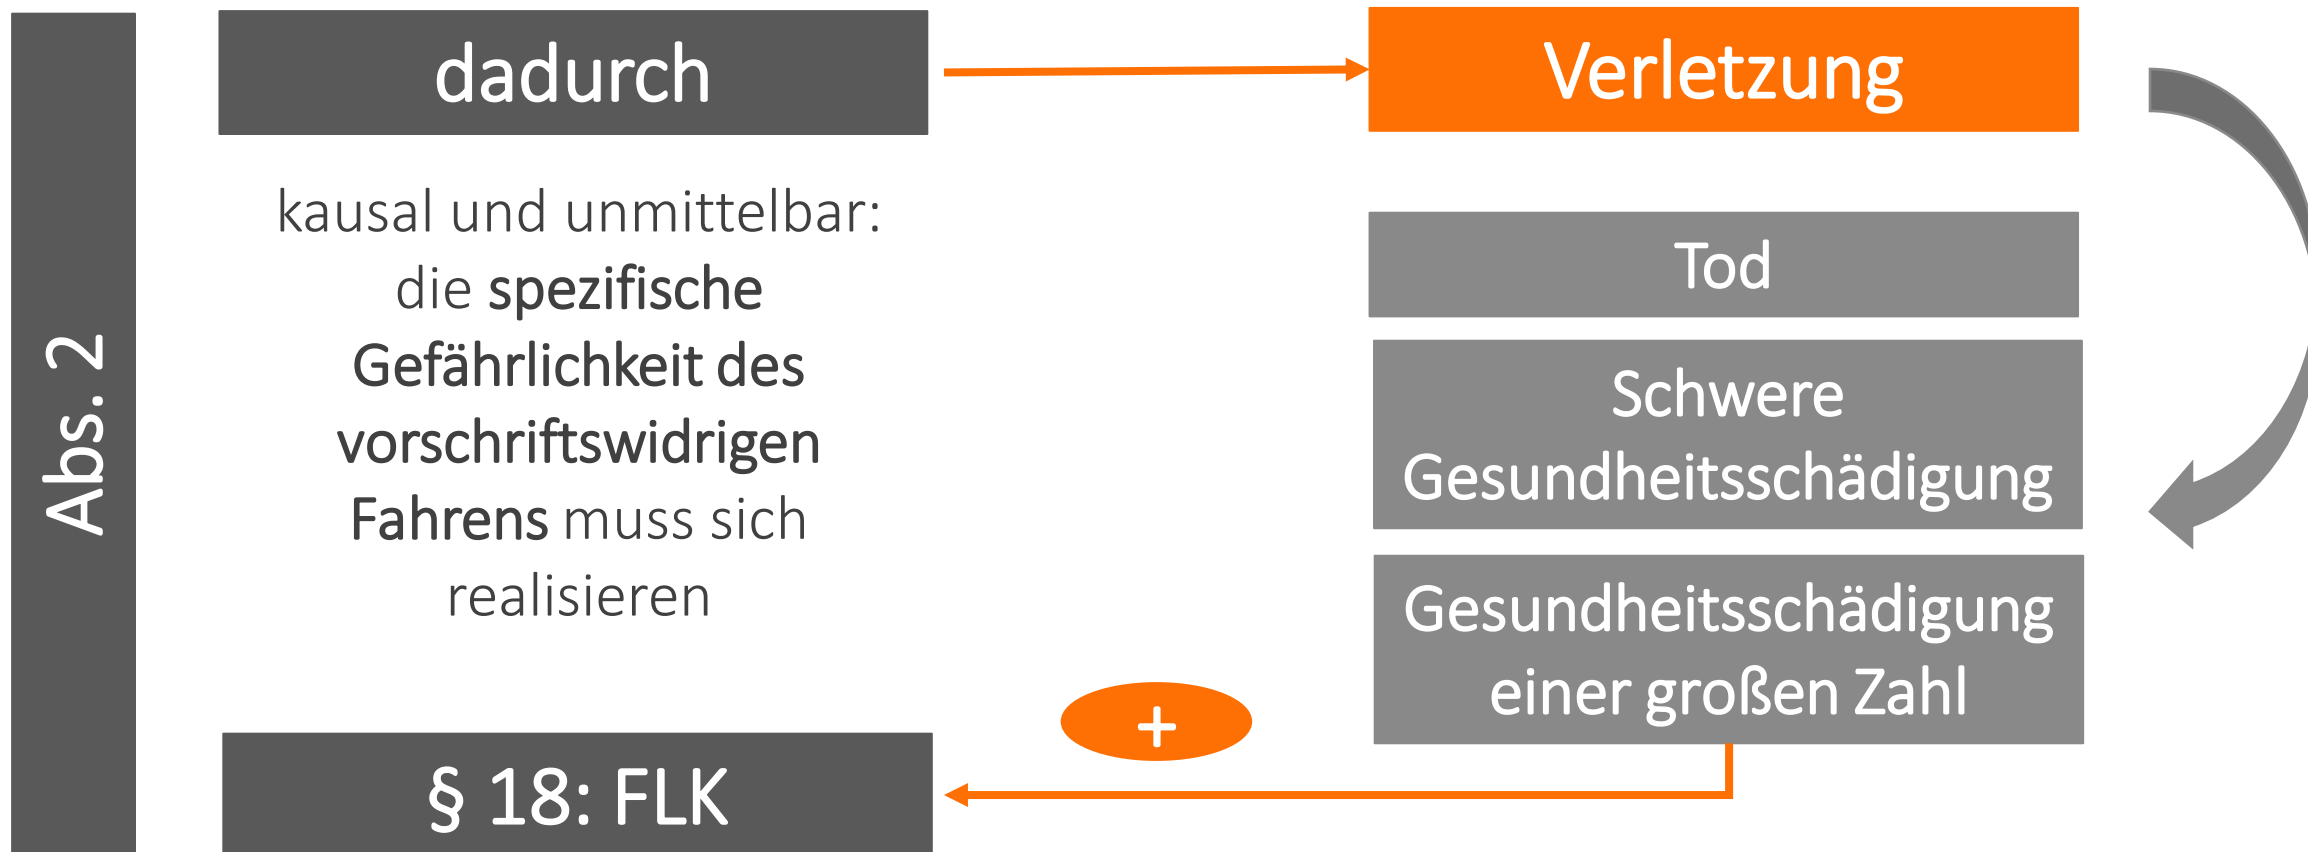 Abs. 2
dadurch
kausal und unmittelbar:
die spezifische
Gefährlichkeit des
vorschriftswidrigen
Fahrens muss sich
realisieren
§ 18: FLK
Verletzung
Tod
Schwere
Gesundheitsschädigung
Gesundheitsschädigung
einer großen Zahl
+